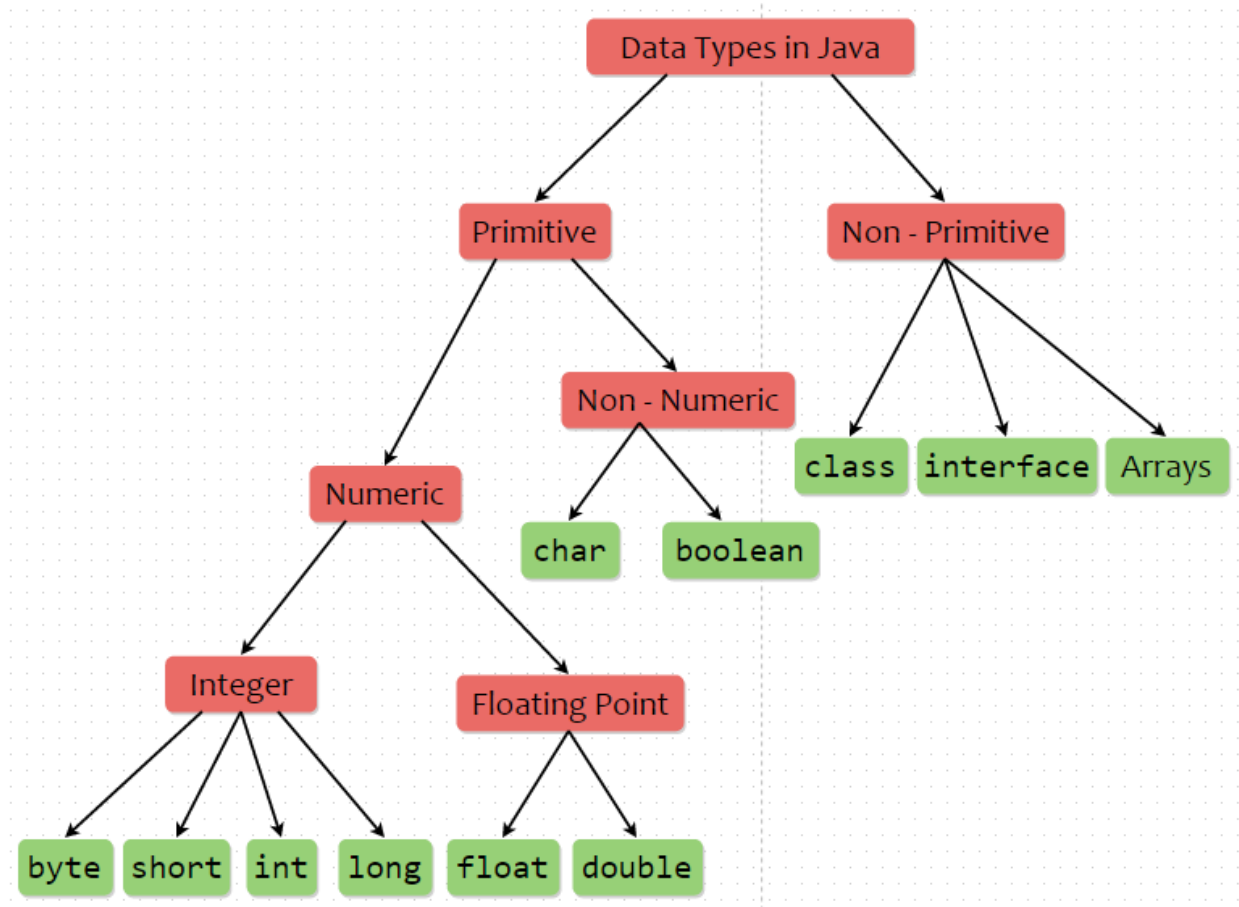 Data Types in Java
Primitive
Non - Primitive
Non - Numeric
class
interface
Arrays
Numeric
char
boolean
Integer
Floating Point
byte
short
int
long
float
double